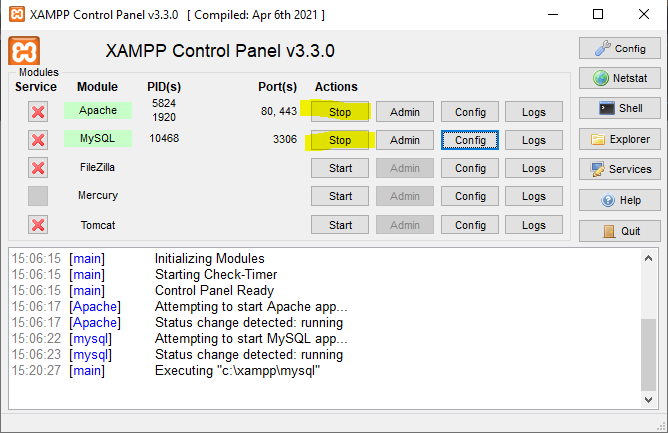 XAMPP Control Panel v3.3.0 [ Compiled: Apr 6th 2021 ]
XAMPP Control Panel v3.3.0
Config
Modules
Service Module PID(s) Port(s) Actions
Netstat
Apache 5824 1920 80, 443 Stop Admin Config Logs
Shell
MySQL 10468 3306 Stop Admin Config Logs
Explorer
FileZilla Start Admin Config Logs
Services
Mercury Start Admin Config Logs
Help
Tomcat Start Admin Config Logs
Quit
15:06:15 [main] Initializing Modules
15:06:15 [main] Starting Check-Timer
15:06:15 [main] Control Panel Ready
15:06:17 [Apache] Attempting to start Apache app...
15:06:17 [Apache] Status change detected: running
15:06:22 [mysql] Attempting to start MySQL app...
15:06:23 [mysql] Status change detected: running
15:20:27 [main] Executing "c:\xampp\mysql"